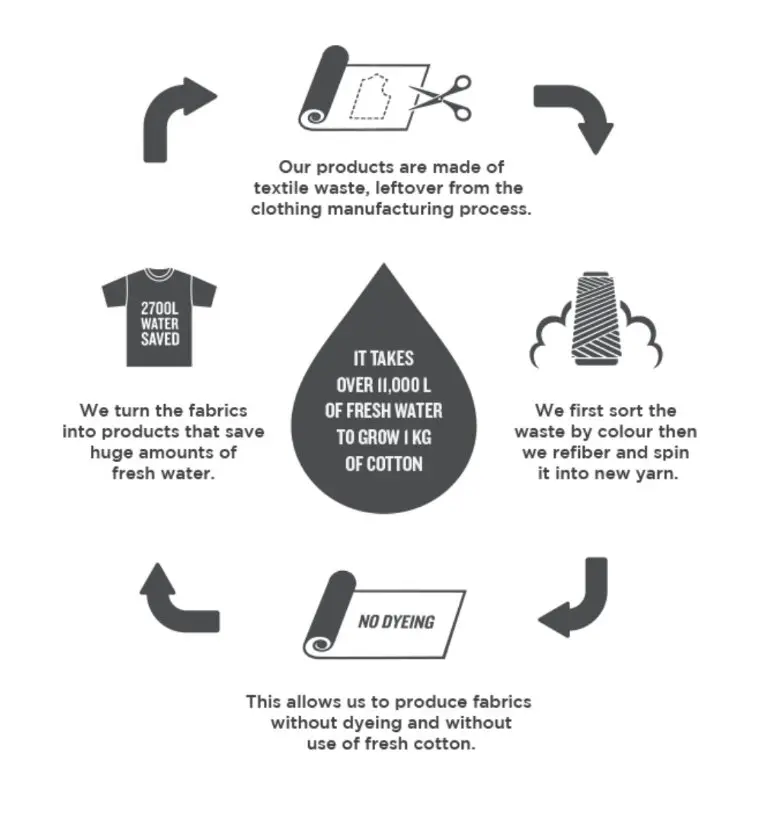 Our products are made of
textile waste, leftover from the
clothing manufacturing process.
2700L
WATER
SAVED
We turn the fabrics
into products that save
huge amounts of
fresh water.
IT TAKES
OVER 11,000 L
OF FRESH WATER
TO GROW 1 KG
OF COTTON
We first sort the
waste by colour then
we refiber and spin
it into new yarn.
NO DYEING
This allows us to produce fabrics
without dyeing and without
use of fresh cotton.